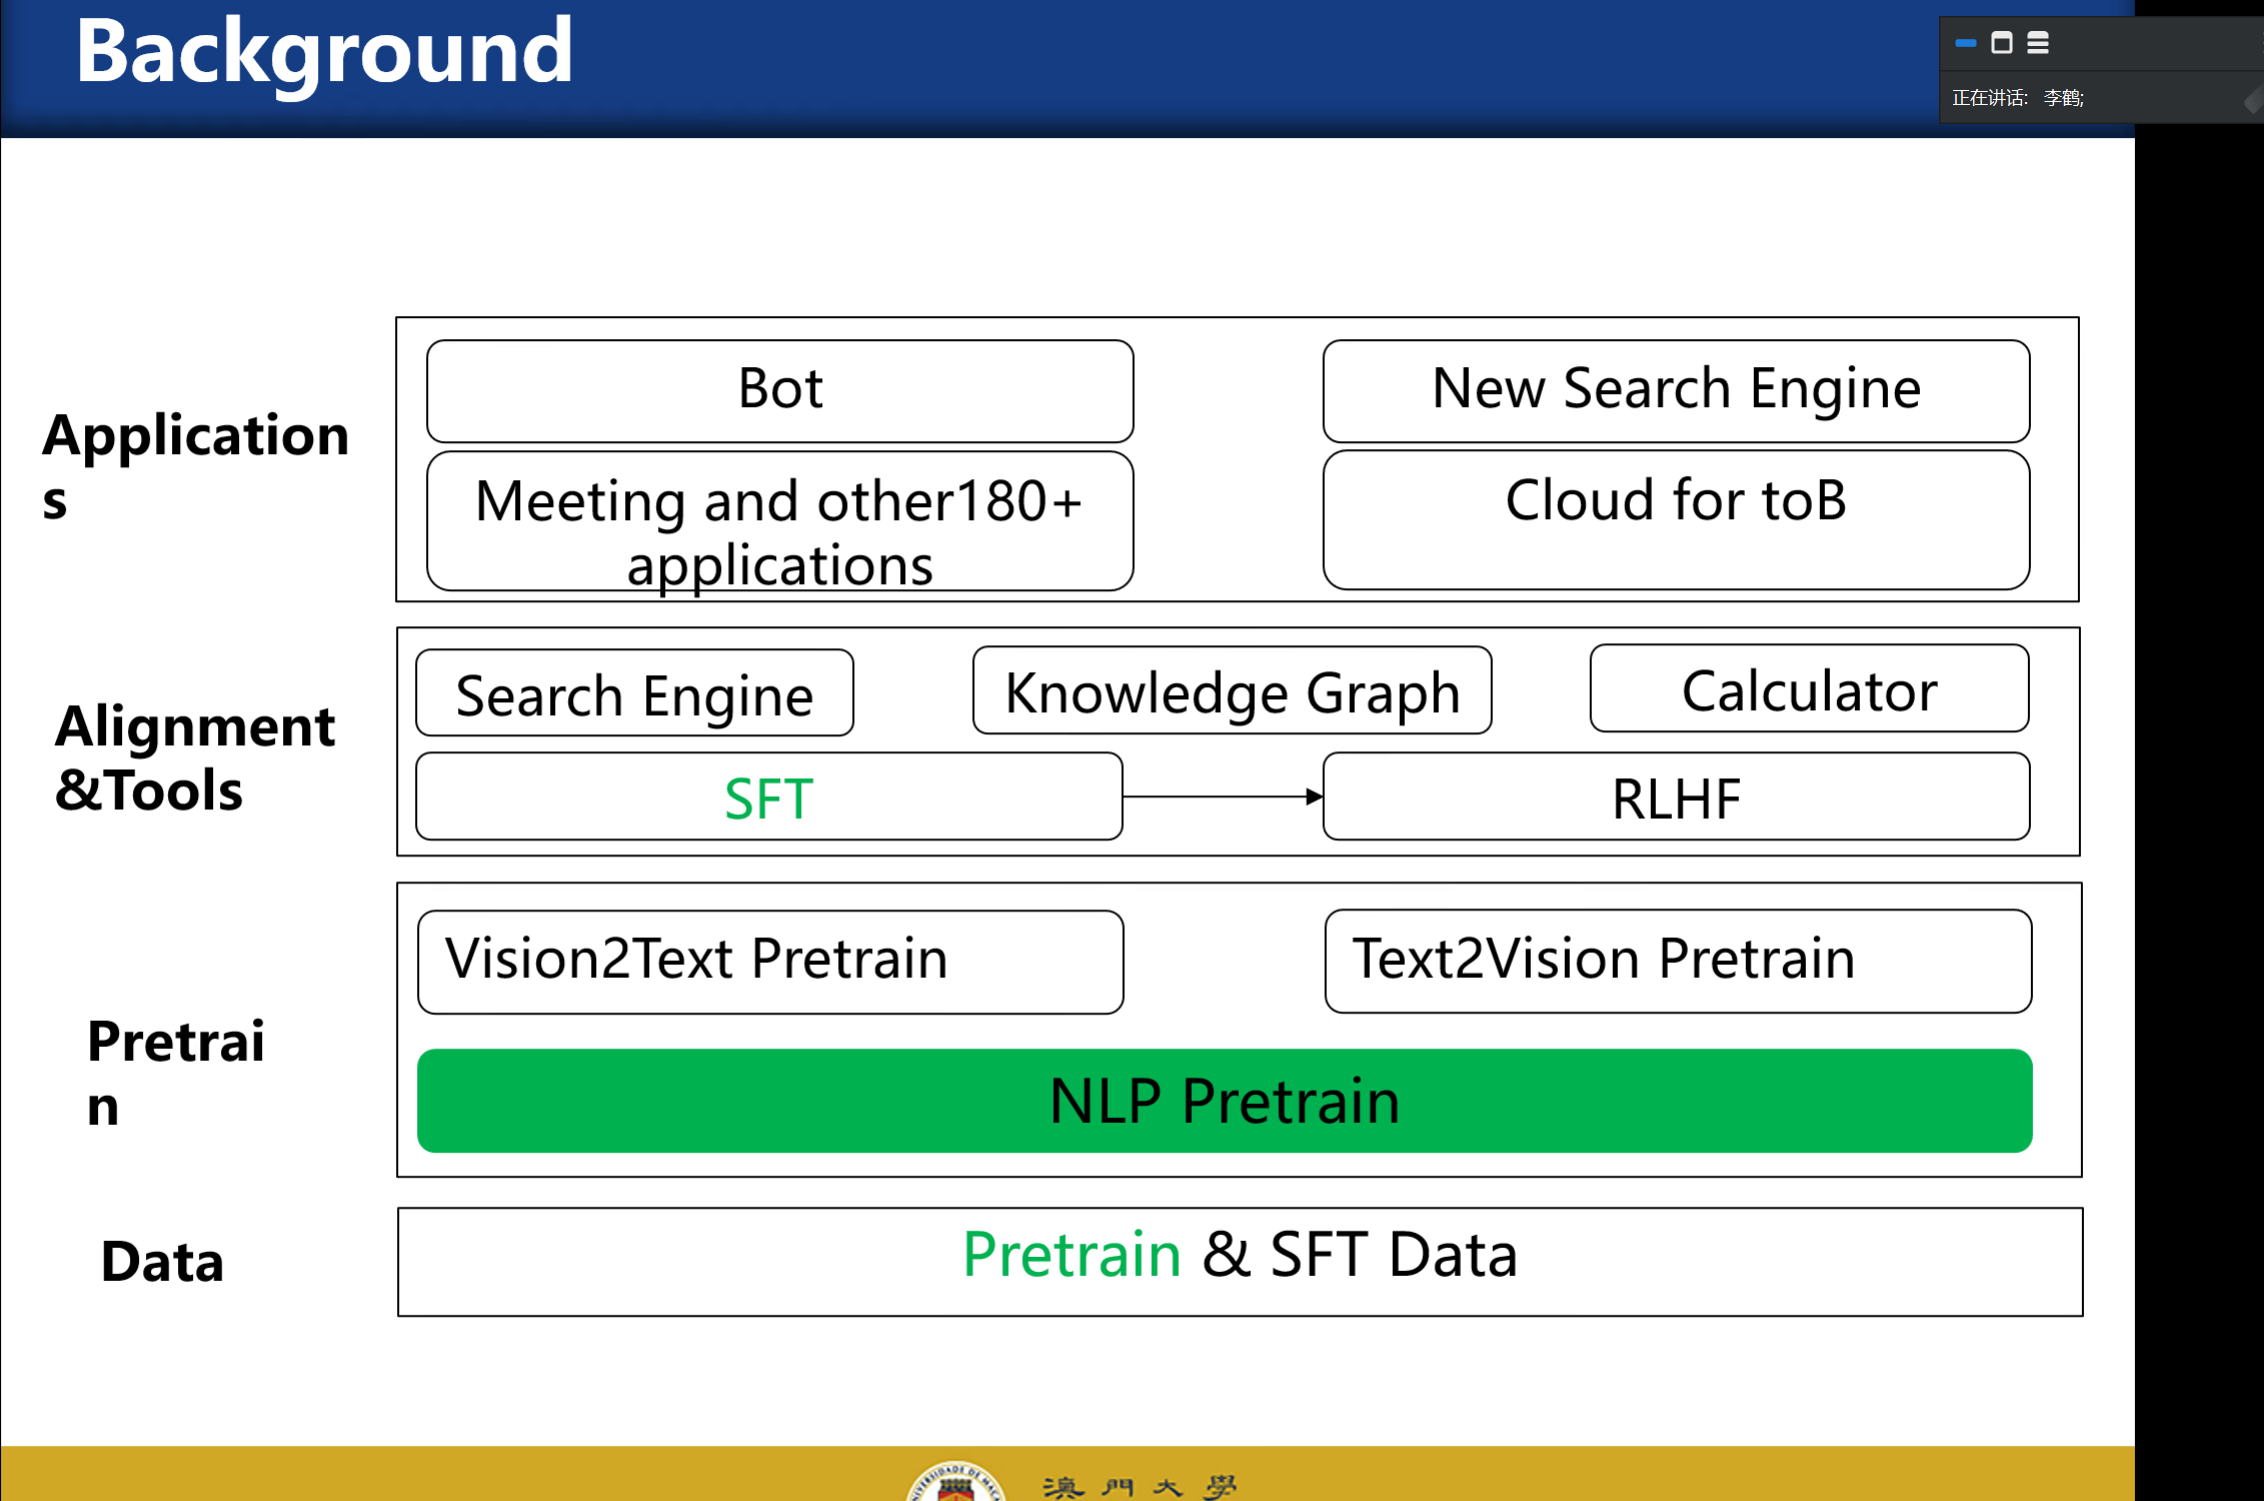 Background
正在讲话: 李鹤;
Application
s
Bot
New Search Engine
Meeting and other180+
applications
Cloud for toB
Alignment
&Tools
Search Engine
Knowledge Graph
Calculator
SFT
RLHF
Pretrai
n
Vision2Text Pretrain
Text2Vision Pretrain
NLP Pretrain
Data
Pretrain & SFT Data
澳門大學